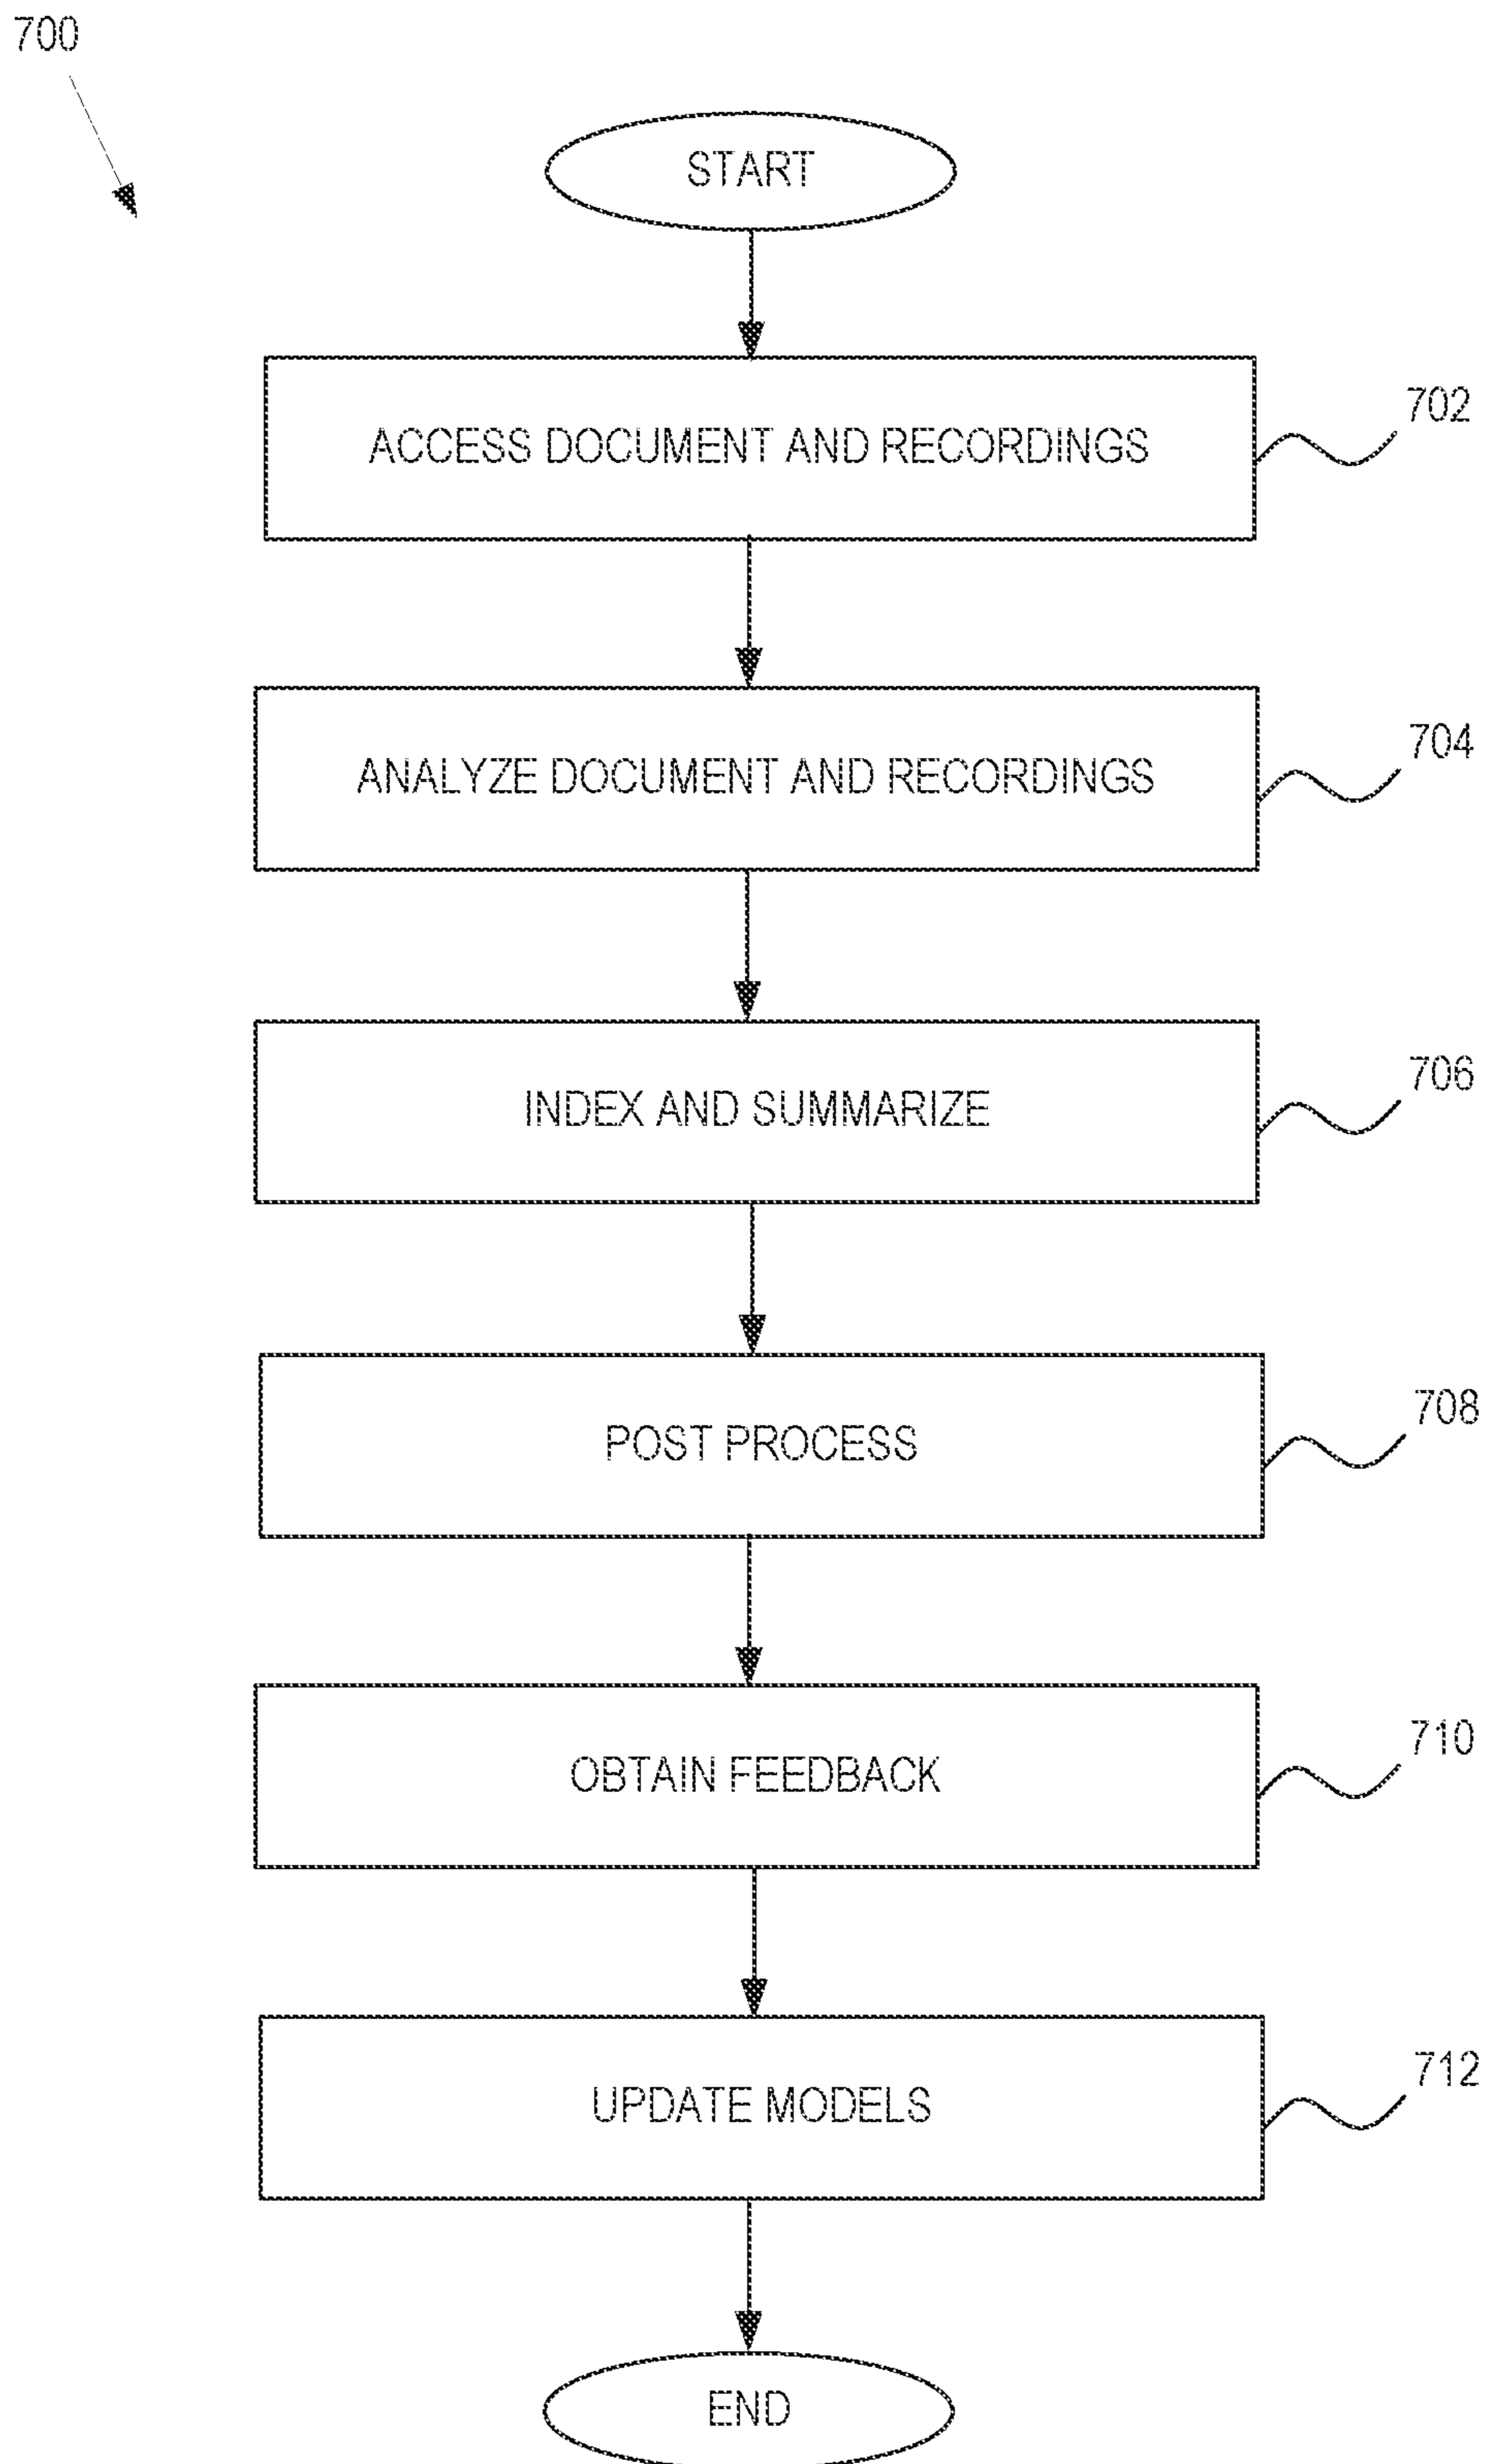 700
START
ACCESS DOCUMENT AND RECORDINGS
702
ANALYZE DOCUMENT AND RECORDINGS
704
INDEX AND SUMMARIZE
706
POST PROCESS
708
OBTAIN FEEDBACK
710
UPDATE MODELS
712
END